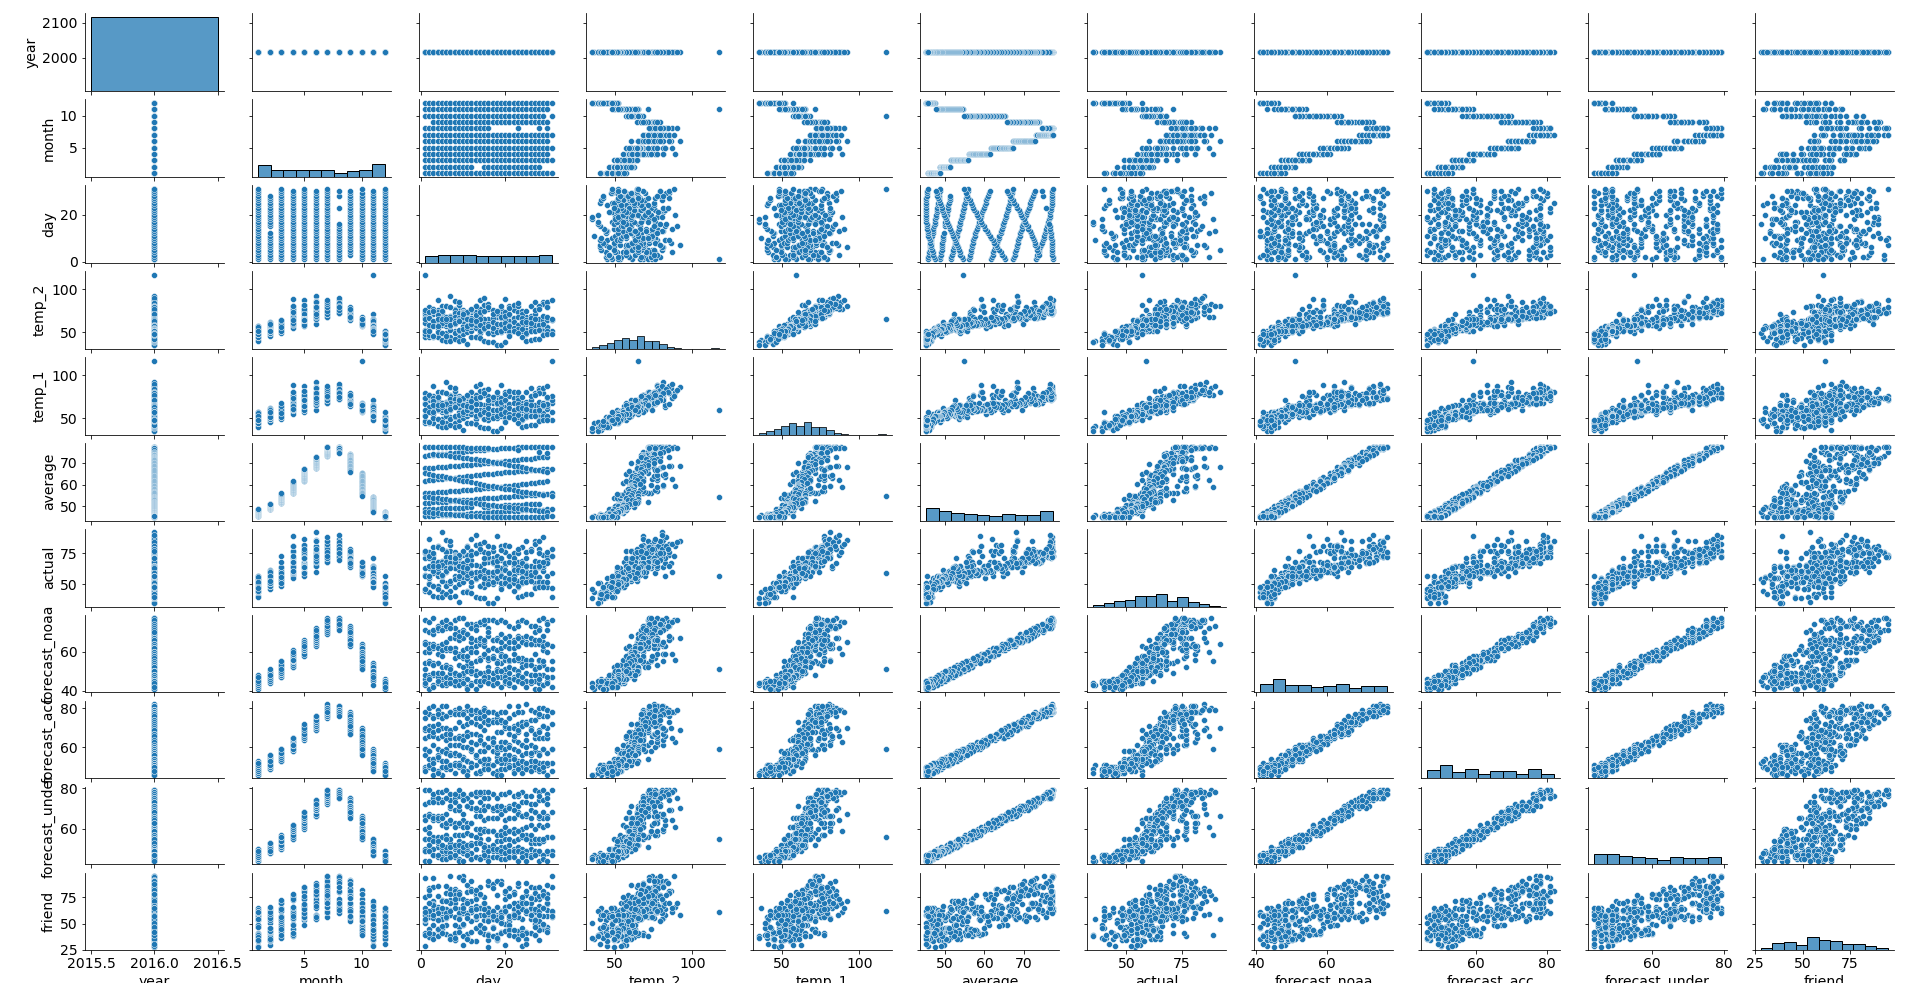 2100
2000
year
10
5
month
20
0
day
100
50
temp_2
100
50
temp_1
70
60
50
average
75
50
actual
60
40
forecast_noaa
80
60
forecast_acc
80
60
forecast_under
75
50
25
friend
2015.5 2016.0 2016.5 5 10 0 20 50 100 50 100 50 60 70 50 75 40 60 60 80 60 80 25 50 75
year month day temp_2 temp_1 average actual forecast_noaa forecast_acc forecast_under friend